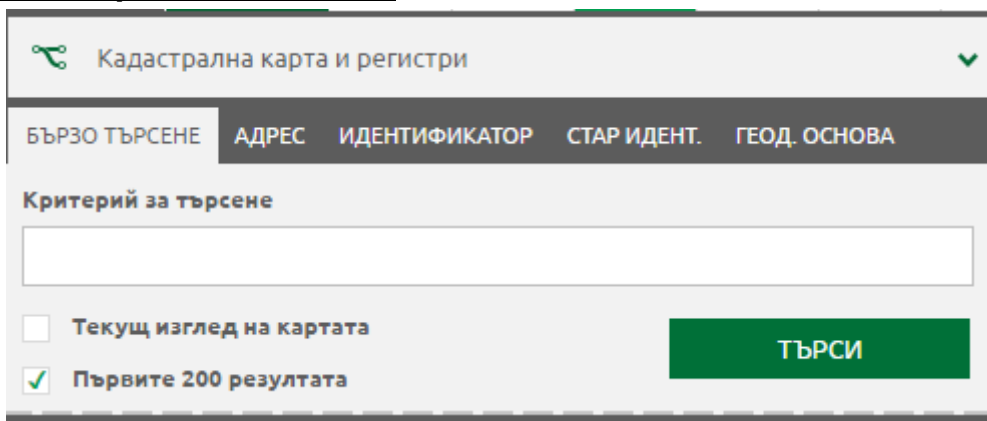 Кадастрална карта и регистри
БЪРЗО ТЪРСЕНЕ АДРЕС ИДЕНТИФИКАТОР СТАР ИДЕНТ. ГЕОД. ОСНОВА
Критерий за търсене
Текущ изглед на картата
ТЪРСИ
Първите 200 резултата